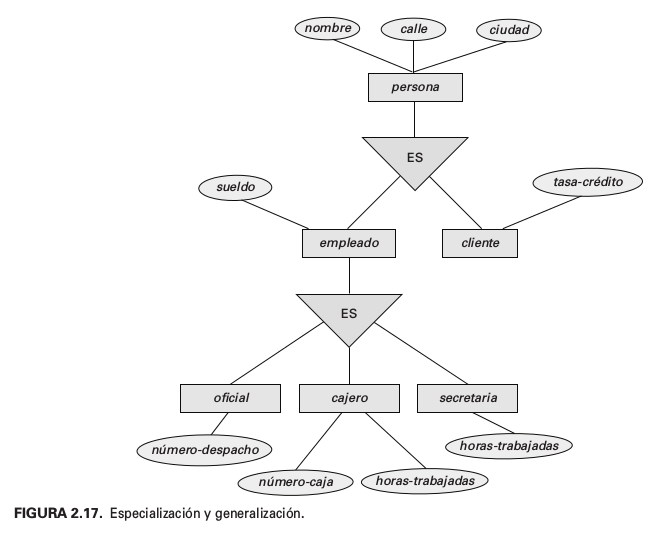 nombre
calle
ciudad
persona
ES
sueldo
tasa-crédito
empleado
cliente
ES
oficial
cajero
secretaria
número-despacho
horas-trabajadas
número-caja
horas-trabajadas
FIGURA 2.17. Especialización y generalización.